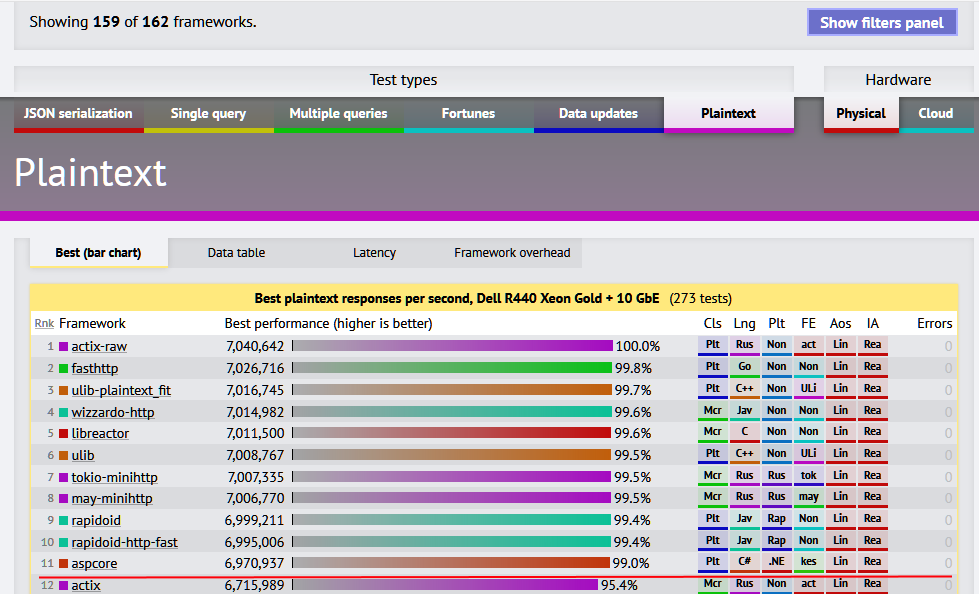 Showing 159 of 162 frameworks.
Show filters panel
Test types
Hardware
JSON serialization Single query Multiple queries Fortunes Data updates Plaintext Physical Cloud
Plaintext
Best (bar chart) Data table Latency Framework overhead
Best plaintext responses per second, Dell R440 Xeon Gold + 10 GbE (273 tests)
Rnk Framework Best performance (higher is better) Cls Lng Plt FE Aos IA Errors
1 actix-raw 7,040,642 100.0% Plt Rus Non act Lin Rea 0
2 fasthttp 7,026,716 99.8% Plt Go Non Non Lin Rea 0
3 ulib-plaintext_fit 7,016,745 99.7% Plt C++ Non ULi Lin Rea 0
4 wizzardo-http 7,014,982 99.6% Mcr Jav Non Non Lin Rea 0
5 libreactor 7,011,500 99.6% Mcr C Non Non Lin Rea 0
6 ulib 7,008,767 99.5% Plt C++ Non ULi Lin Rea 0
7 tokio-minihttp 7,007,335 99.5% Mcr Rus Rus tok Lin Rea 0
8 may-minihttp 7,006,770 99.5% Mcr Rus Rus may Lin Rea 0
9 rapidoid 6,999,211 99.4% Plt Jav Rap Non Lin Rea 0
10 rapidoid-http-fast 6,995,006 99.4% Plt Jav Rap Non Lin Rea 0
11 aspcore 6,970,937 99.0% Plt C# .NE kes Lin Rea 0
12 actix 6,715,989 95.4% Mcr Rus Non act Lin Rea 0